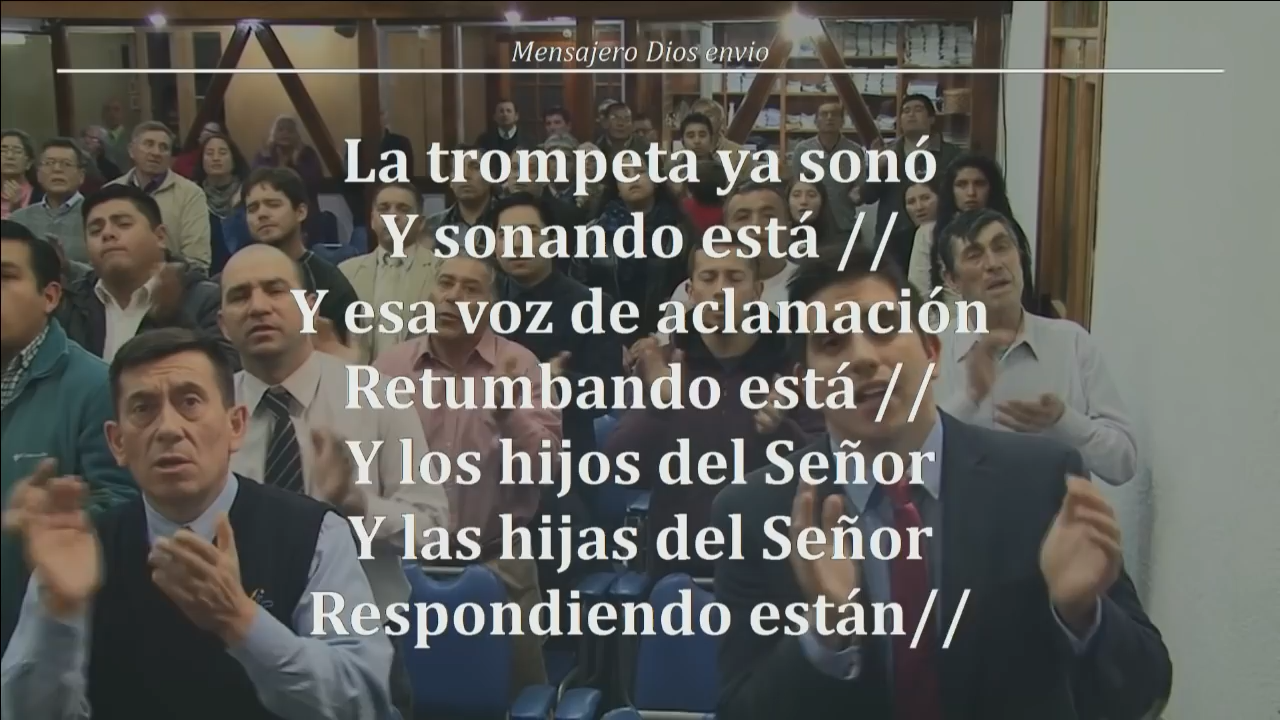 Mensajero Dios envio
La trompeta ya sonó
Y sonando está //
Y esa voz de aclamación
Retumbando está //
Y los hijos del Señor
Y las hijas del Señor
Respondiendo están//